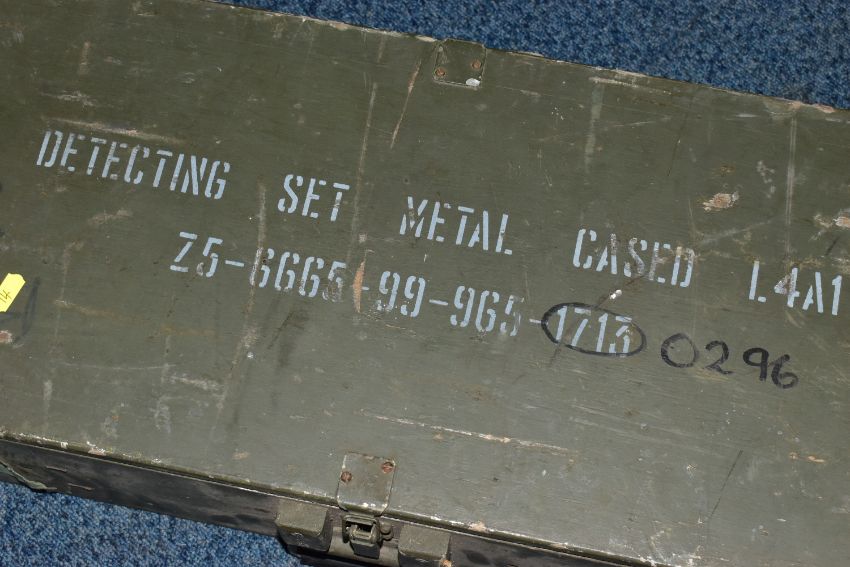 DETECTING SET METAL CASED L4A1
Z5-6665-99-965-1713 0296